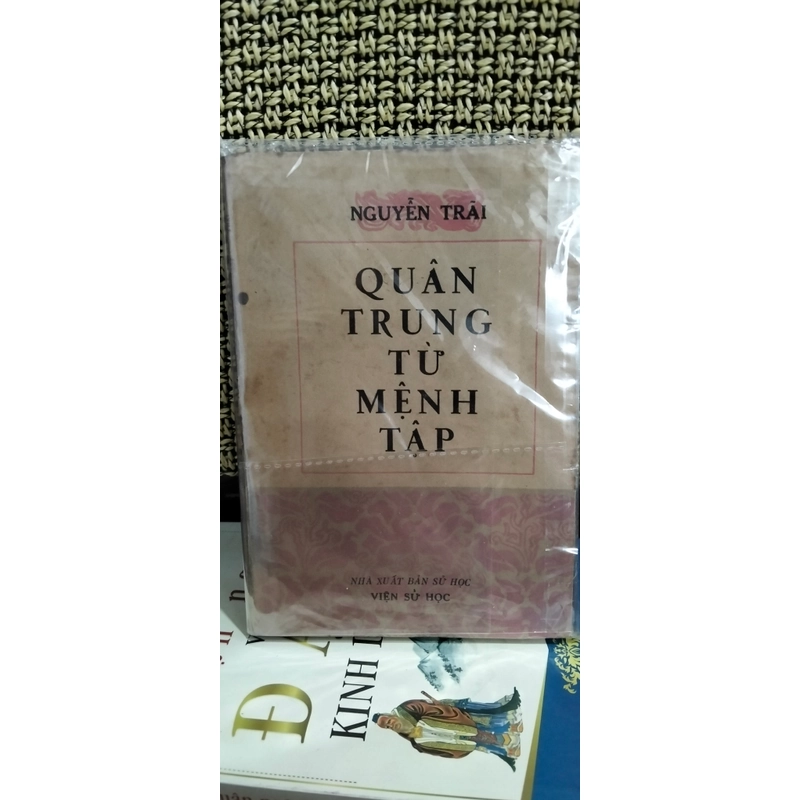 NGUYỄN TRÃI
QUÂN
TRUNG
TỪ
MỆNH
TẬP
NHÀ XUẤT BẢN SỬ HỌC
VIỆN SỬ HỌC
Đ
KINH